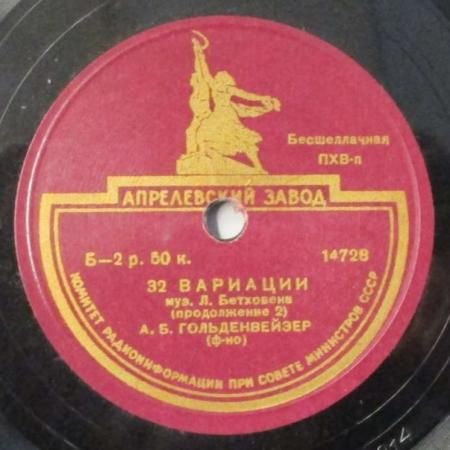 Бесшеллачная
ПХВ-п
АПРЕЛЕВСКИЙ ЗАВОД
Б—2 р. 50 к.
14728
32 ВАРИАЦИИ
муз. Л. Бетховена
(продолжение 2)
А. Б. ГОЛЬДЕНВЕЙЗЕР
(ф-но)
КОМИТЕТ РАДИОИНФОРМАЦИИ ПРИ СОВЕТЕ МИНИСТРОВ СССР